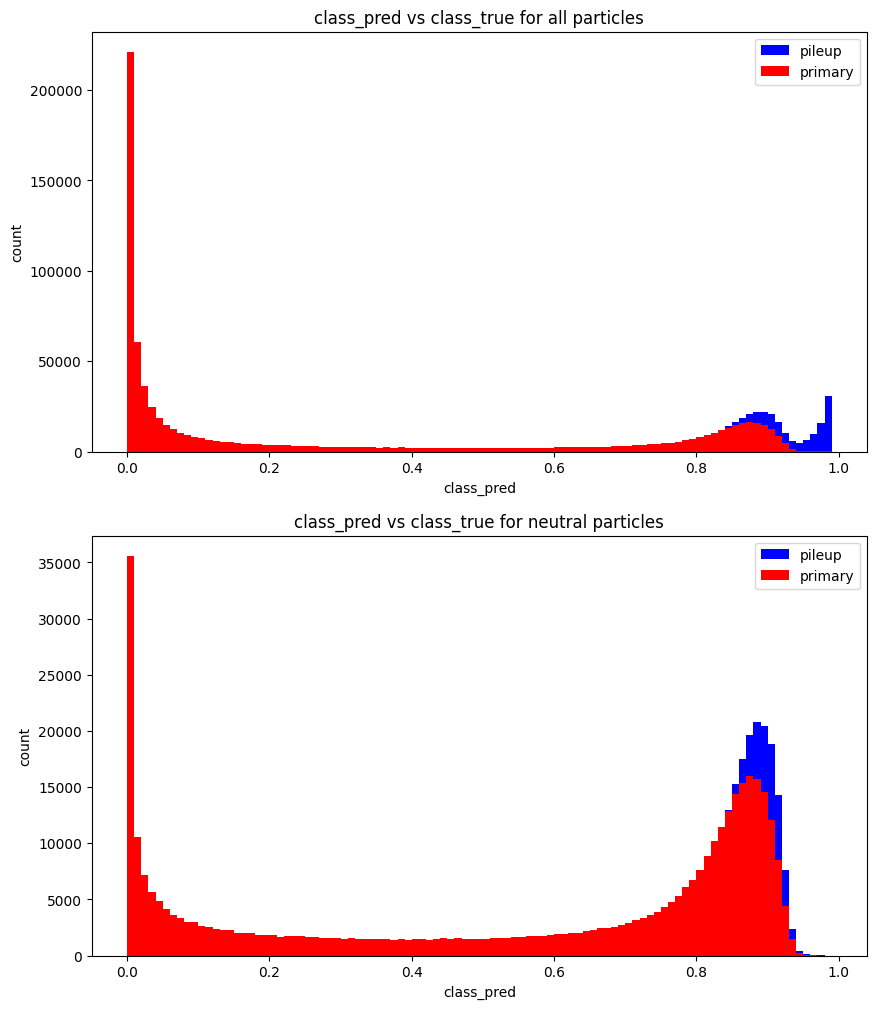 class_pred vs class_true for all particles
pileup
primary
200000
150000
100000
50000
0
count
0.0 0.2 0.4 0.6 0.8 1.0
class_pred
class_pred vs class_true for neutral particles
pileup
primary
35000
30000
25000
20000
15000
10000
5000
0
count
0.0 0.2 0.4 0.6 0.8 1.0
class_pred